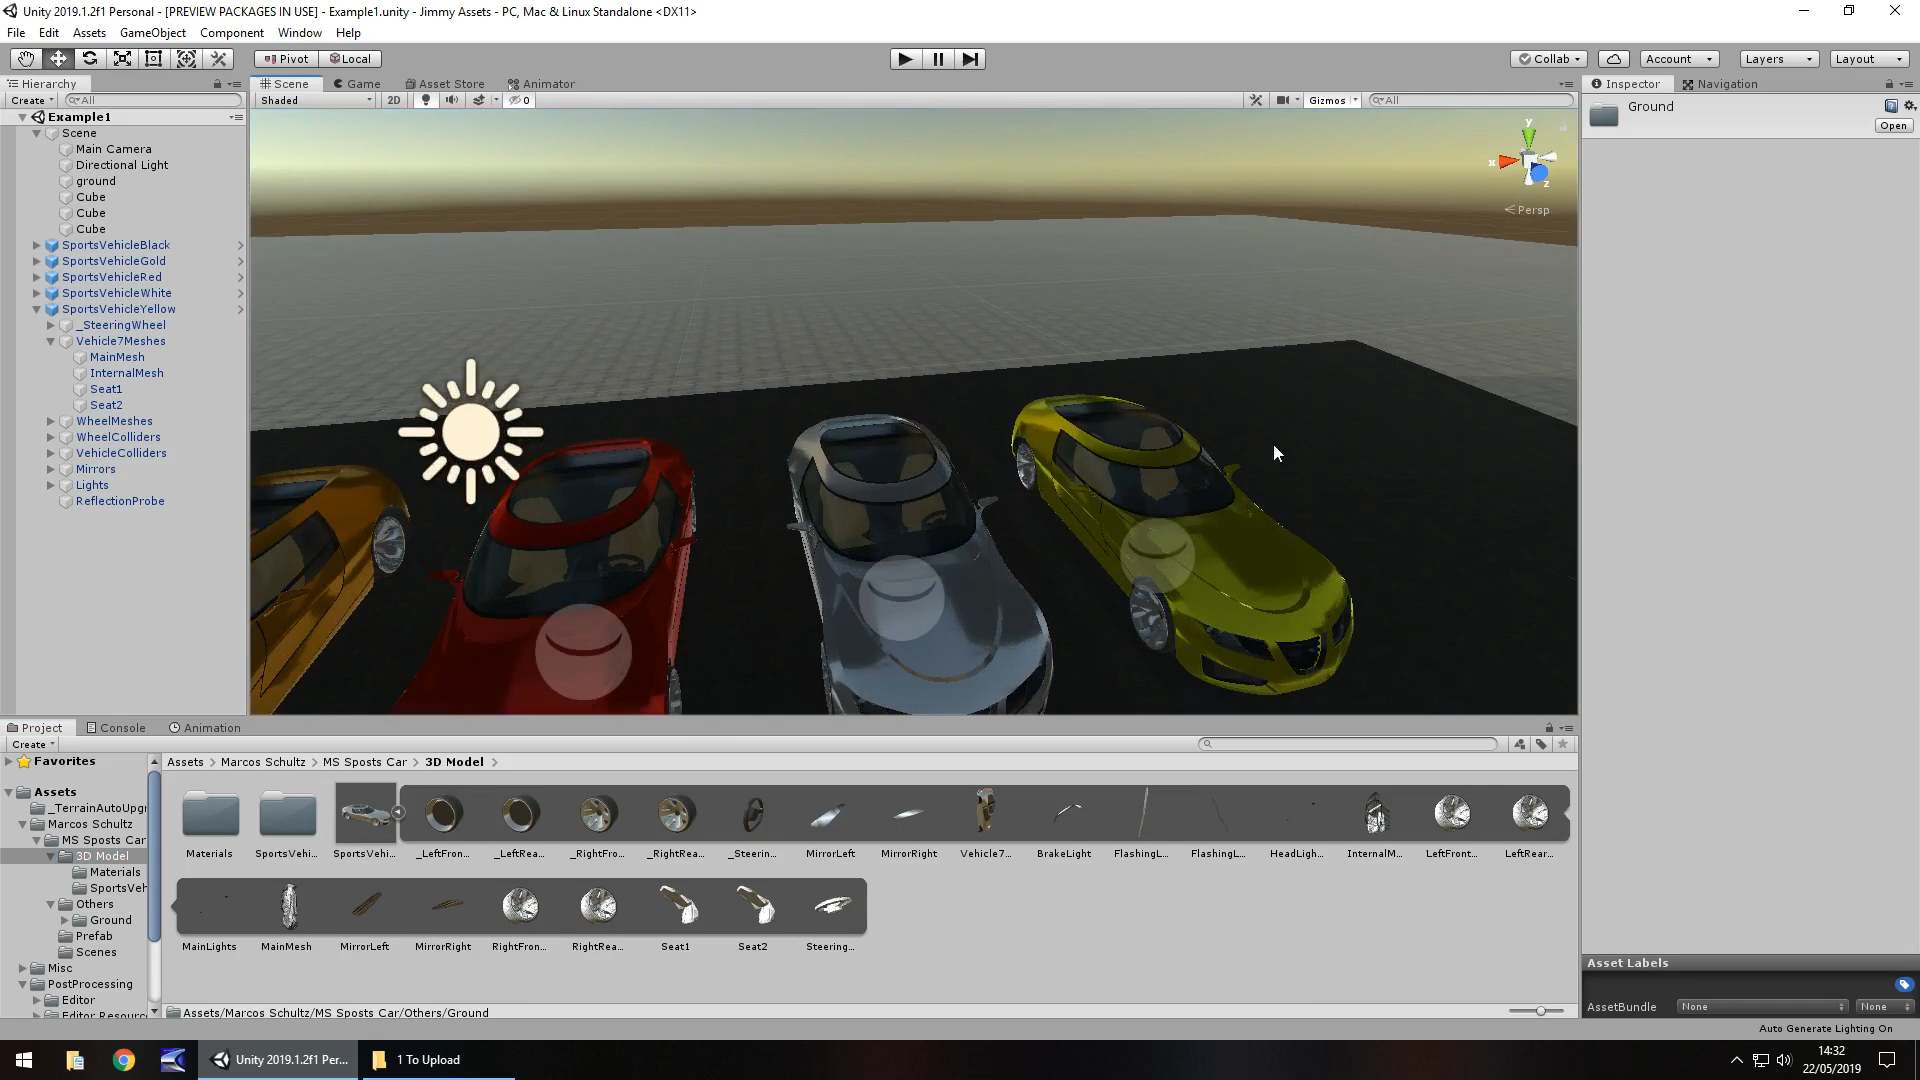 Unity 2019.1.2f1 Personal - [PREVIEW PACKAGES IN USE] - Example1.unity - Jimmy Assets - PC, Mac & Linux Standalone <DX11>
File Edit Assets GameObject Component Window Help
Pivot Local Collab Account Layers Layout
Hierarchy Scene Game Asset Store Animator Inspector Navigation
Create All Shaded 2D 0 Gizmos All
Ground
Open
Example1
Scene
Main Camera
Directional Light
ground
Cube
Cube
Cube
SportsVehicleBlack
SportsVehicleGold
SportsVehicleRed
SportsVehicleWhite
SportsVehicleYellow
_SteeringWheel
Vehicle7Meshes
MainMesh
InternalMesh
Seat1
Seat2
WheelMeshes
WheelColliders
VehicleColliders
Mirrors
Lights
ReflectionProbe
y
x
z
Persp
Project Console Animation
Create
Favorites
Assets
_TerrainAutoUpgr
Marcos Schultz
MS Sposts Car
3D Model
Materials
SportsVeh
Others
Ground
Prefab
Scenes
Misc
PostProcessing
Editor
Editor Resourc
Assets > Marcos Schultz > MS Sposts Car > 3D Model >
Materials SportsVehi... SportsVehi... _LeftFron... _LeftRea... _RightFro... _RightRea... _Steerin... MirrorLeft MirrorRight Vehicle7... BrakeLight FlashingL... FlashingL... HeadLigh... InternalM... LeftFront... LeftRear...
MainLights MainMesh MirrorLeft MirrorRight RightFron... RightRea... Seat1 Seat2 Steering...
Assets/Marcos Schultz/MS Sposts Car/Others/Ground
Asset Labels
AssetBundle None None
Auto Generate Lighting On
Unity 2019.1.2f1 Per... 1 To Upload
14:32
22/05/2019